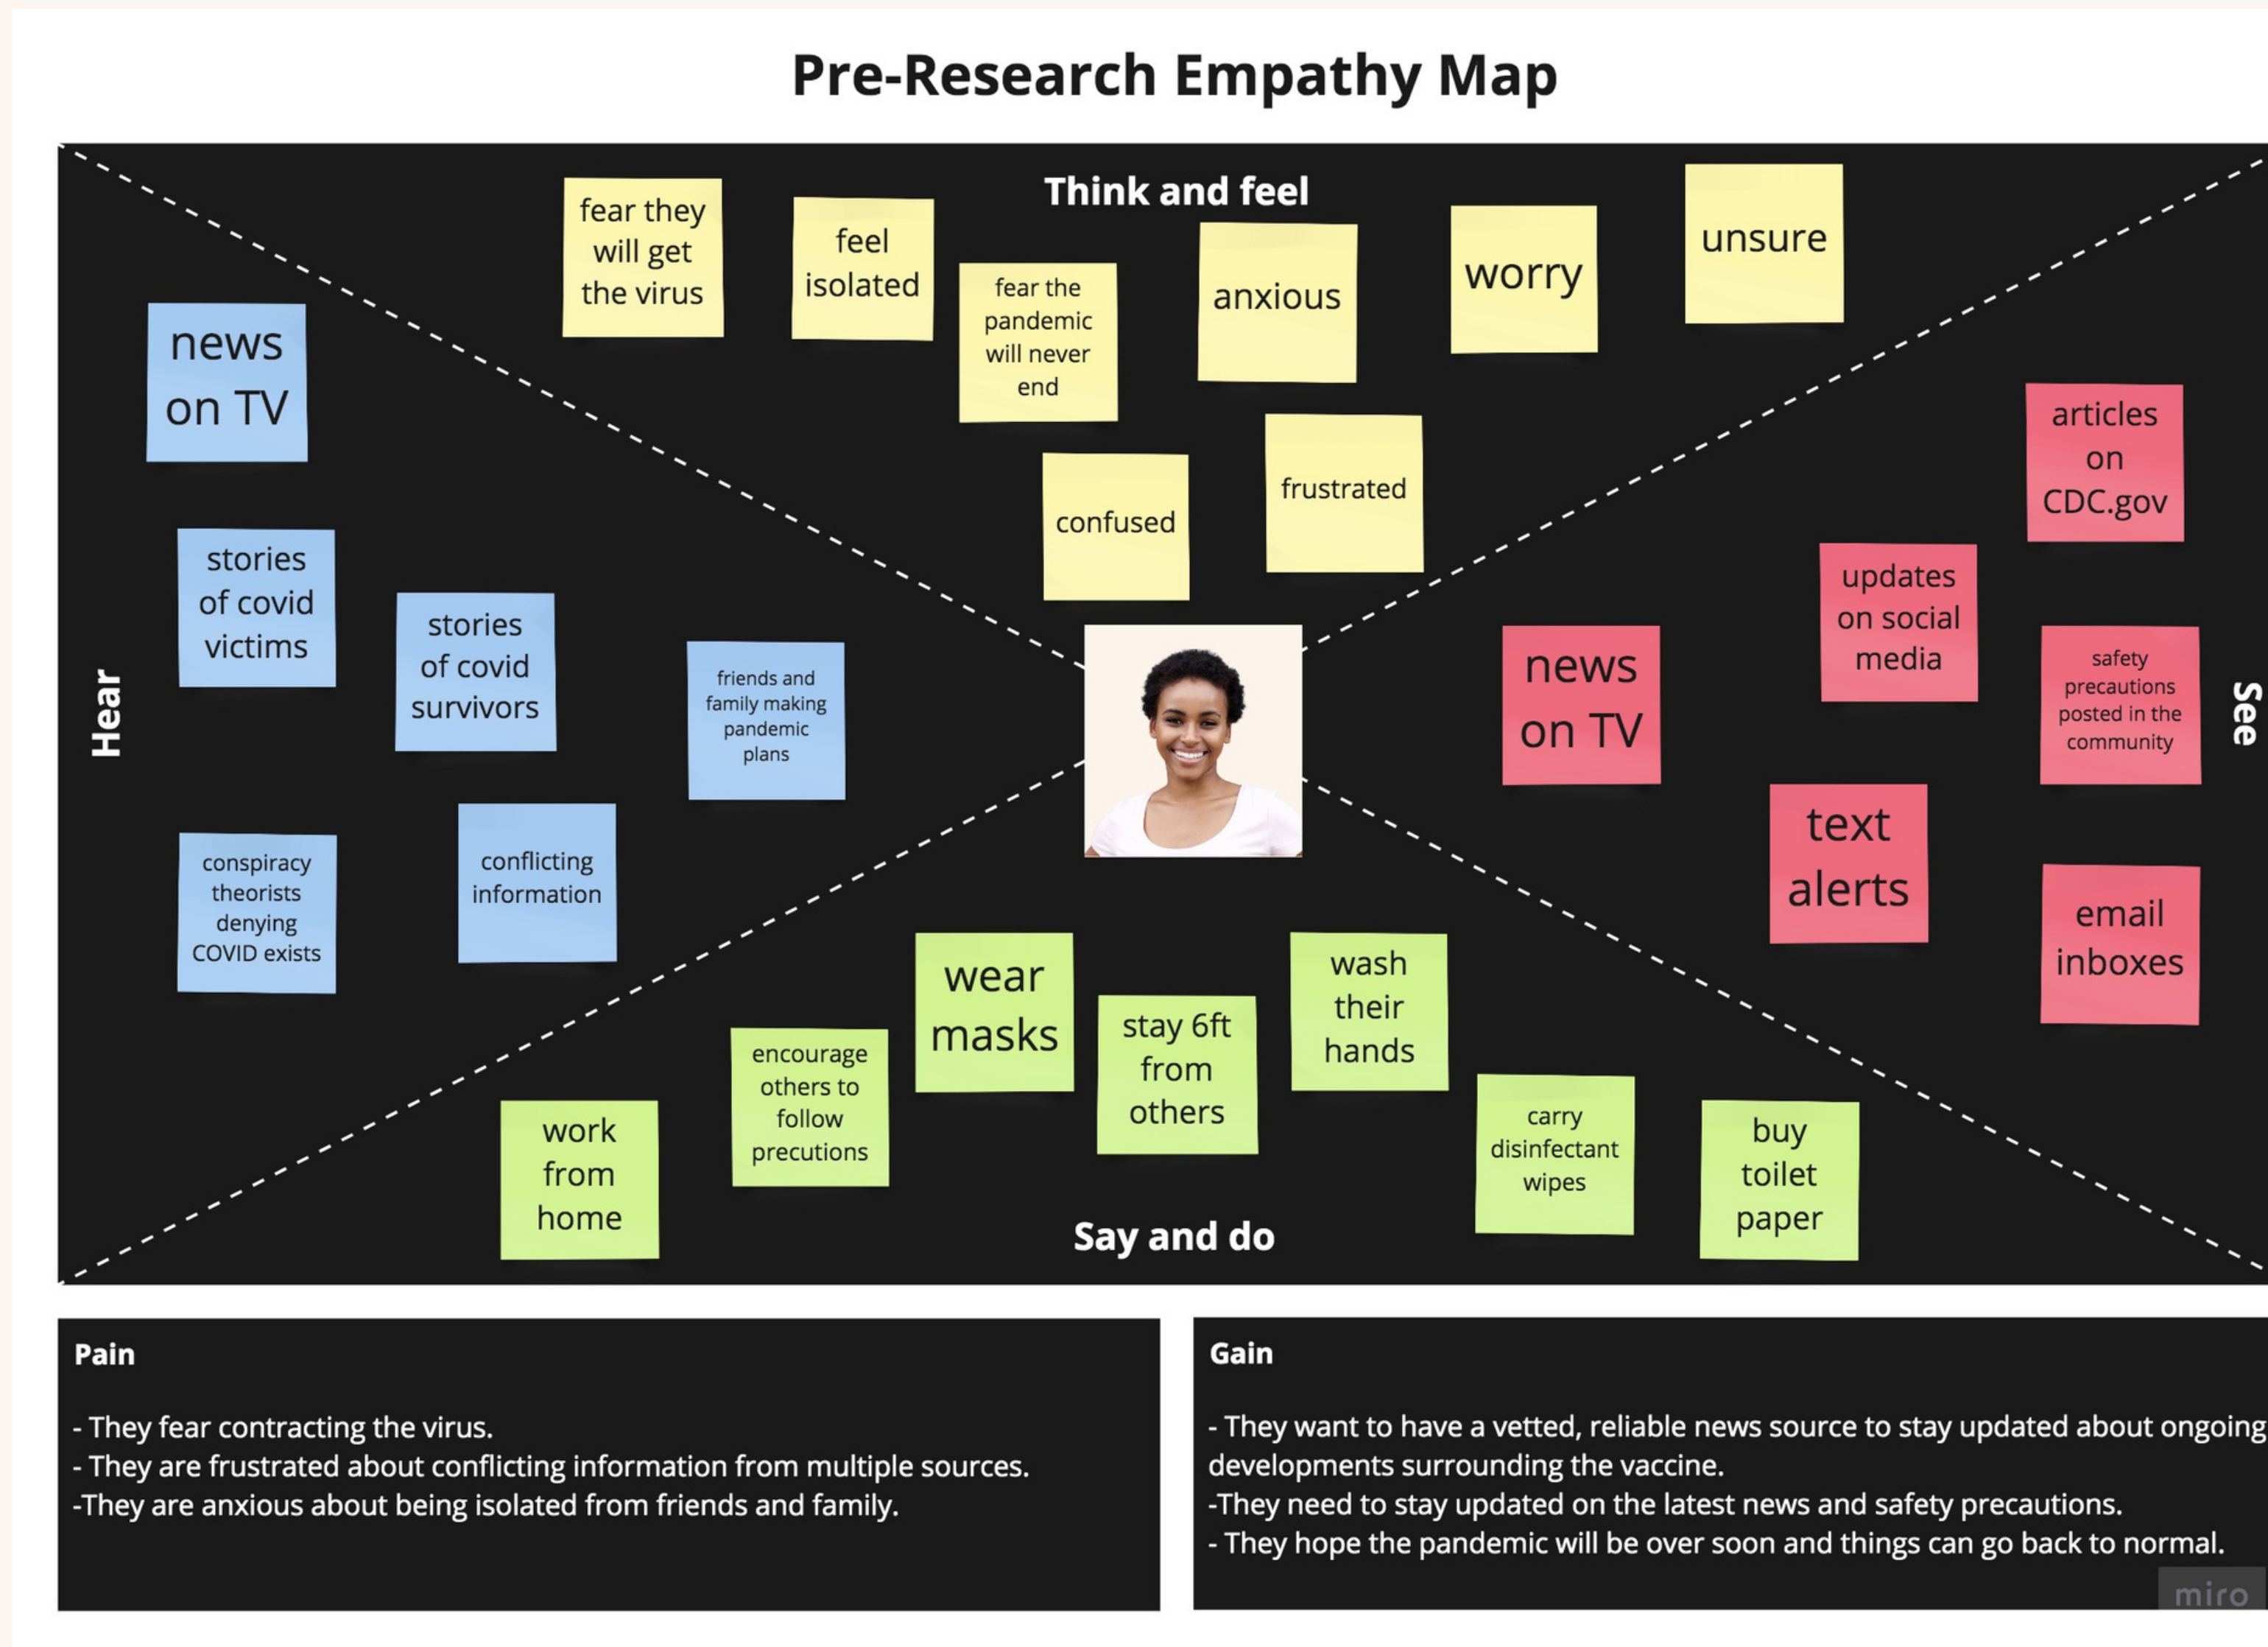 Pre-Research Empathy Map
Think and feel
fear they
will get
the virus
feel
isolated
fear the
pandemic
will never
end
anxious
worry
unsure
confused
frustrated
Hear
news
on TV
stories
of covid
victims
stories
of covid
survivors
friends and
family making
pandemic
plans
conspiracy
theorists
denying
COVID exists
conflicting
information
See
articles
on
CDC.gov
updates
on social
media
news
on TV
safety
precautions
posted in the
community
text
alerts
email
inboxes
work
from
home
encourage
others to
follow
precutions
wear
masks
stay 6ft
from
others
wash
their
hands
carry
disinfectant
wipes
buy
toilet
paper
Say and do
Pain
- They fear contracting the virus.
- They are frustrated about conflicting information from multiple sources.
-They are anxious about being isolated from friends and family.
Gain
- They want to have a vetted, reliable news source to stay updated about ongoing
developments surrounding the vaccine.
-They need to stay updated on the latest news and safety precautions.
- They hope the pandemic will be over soon and things can go back to normal.
miro